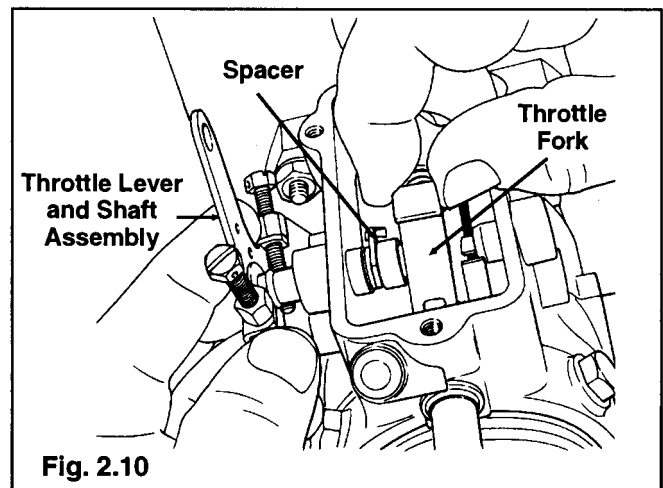 Spacer
Throttle
Fork
Throttle Lever
and Shaft
Assembly
Fig. 2.10